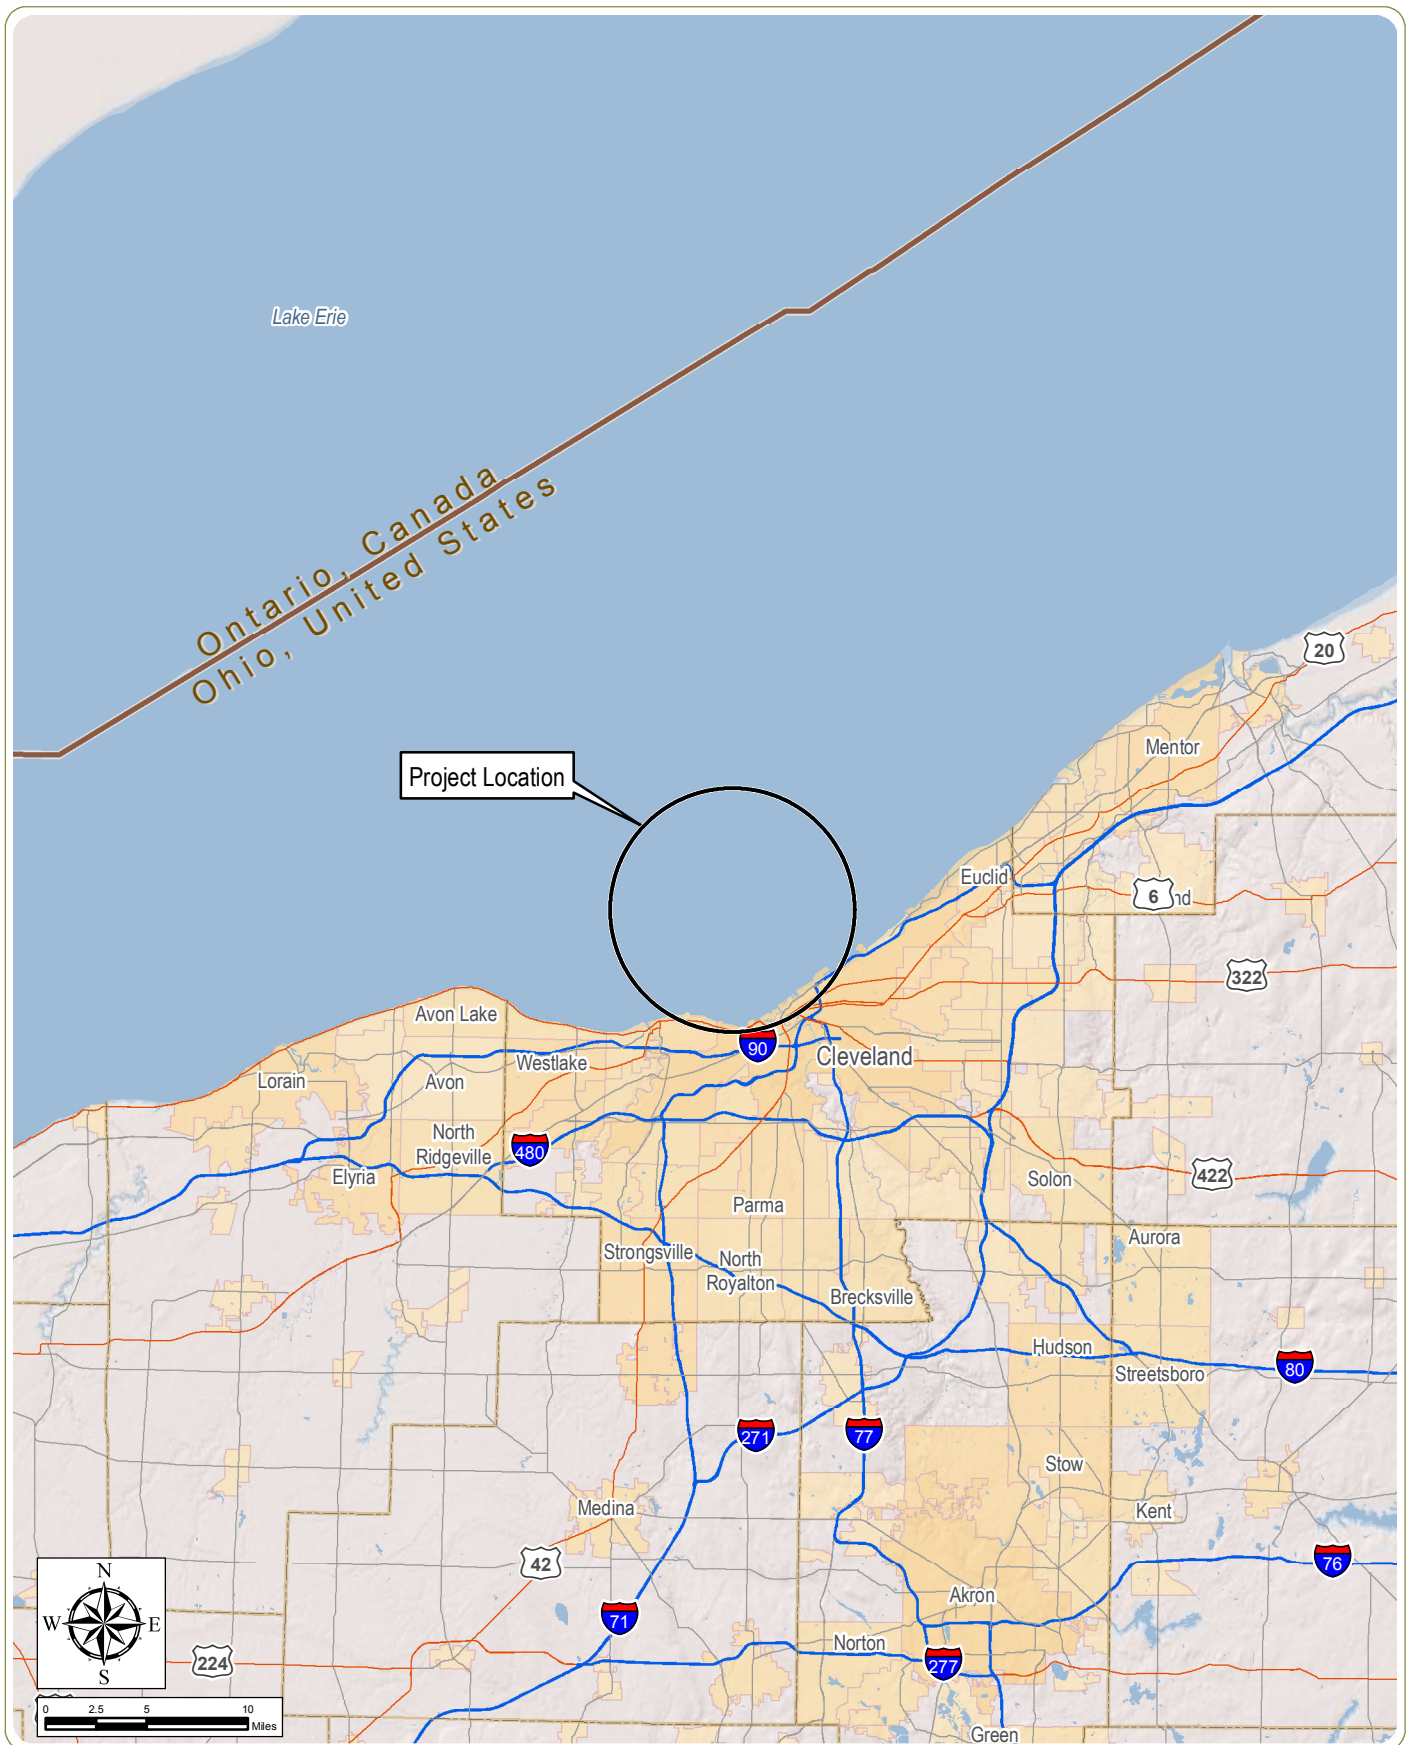 Lake Erie
Ontario, Canada
Ohio, United States
20
Mentor
Project Location
Euclid
6
nd
322
Avon Lake
90
Cleveland
Westlake
Lorain
Avon
North
Ridgeville
480
Elyria
Solon
422
Parma
Aurora
Strongsville
North
Royalton
Brecksville
Hudson
Streetsboro
80
271
77
Stow
Medina
Kent
42
76
Akron
71
Norton
224
277
Green
N
W E
S
0 2.5 5 10
Miles